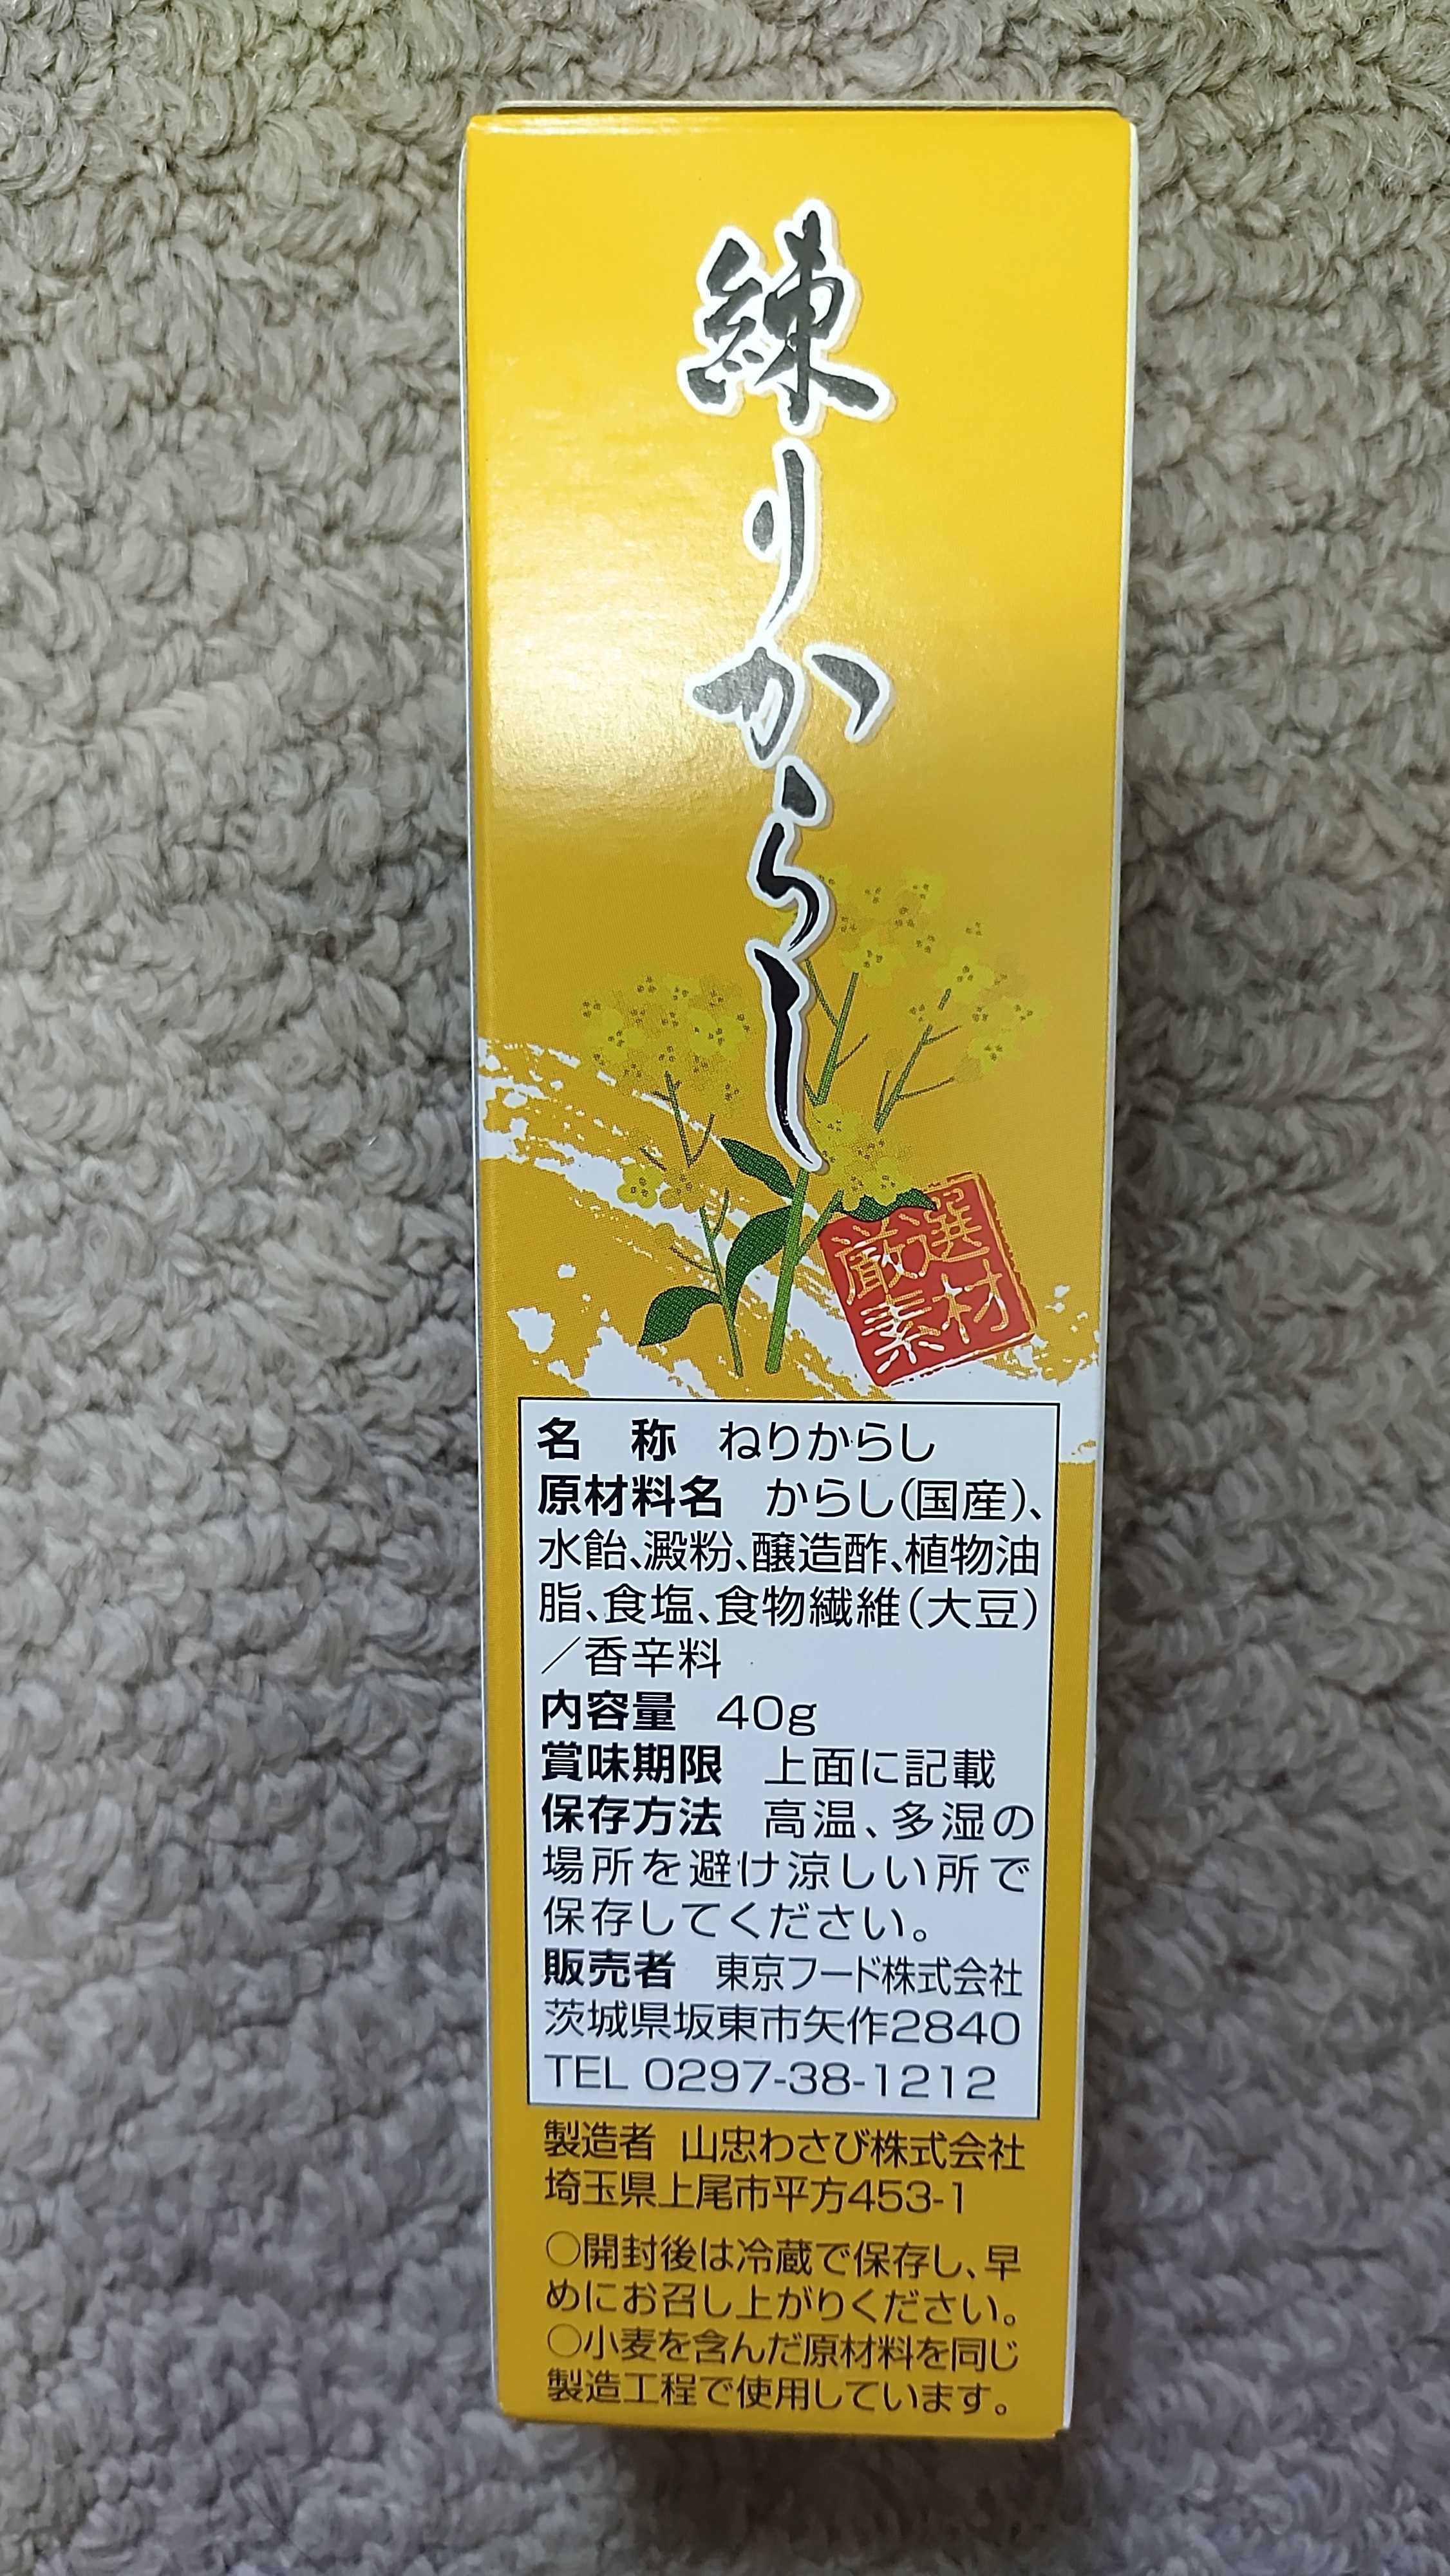 練りからし
厳選
素材
名　称　ねりからし
原材料名　からし(国産)、
水飴、澱粉、醸造酢、植物油
脂、食塩、食物繊維(大豆)
／香辛料
内容量　40g
賞味期限　上面に記載
保存方法　高温、多湿の
場所を避け涼しい所で
保存してください。
販売者　東京フード株式会社
茨城県坂東市矢作2840
TEL 0297-38-1212
製造者　山忠わさび株式会社
埼玉県上尾市平方453-1
○開封後は冷蔵で保存し、早
めにお召し上がりください。
○小麦を含んだ原材料を同じ
製造工程で使用しています。